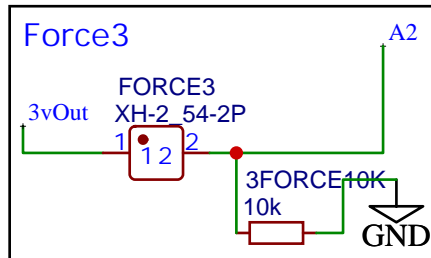 Force3
A2
FORCE3
3vOut
XH-2_54-2P
1
2
1 2
3FORCE10K
10k
GND